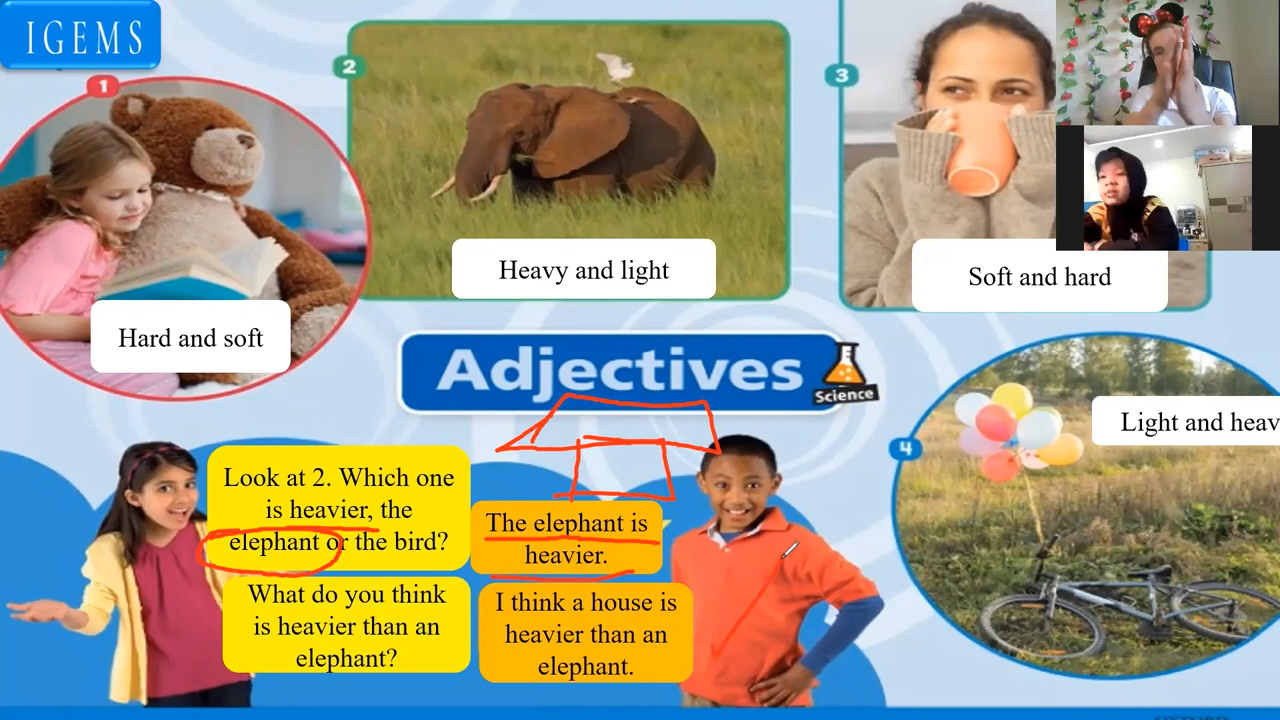 IGEMS
1
2
3
Heavy and light
Soft and hard
Hard and soft
Adjectives
Science
4
Light and heav
Look at 2. Which one
is heavier, the
elephant or the bird?
The elephant is
heavier.
What do you think
is heavier than an
elephant?
I think a house is
heavier than an
elephant.